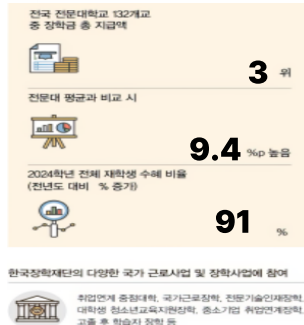 전국 전문대학교 132개교
중 장학금 총 지급액
3 위
전문대 평균과 비교 시
9.4 %p 높음
2024학년 전체 재학생 수혜 비율
(전년도 대비 % 증가)
91 %
한국장학재단의 다양한 국가 근로사업 및 장학사업에 참여
취업연계 중점대학, 국가근로장학, 전문기술인재장학,
대학생 청소년교육지원장학, 중소기업 취업연계장학,
고졸 후 학습자 장학 등